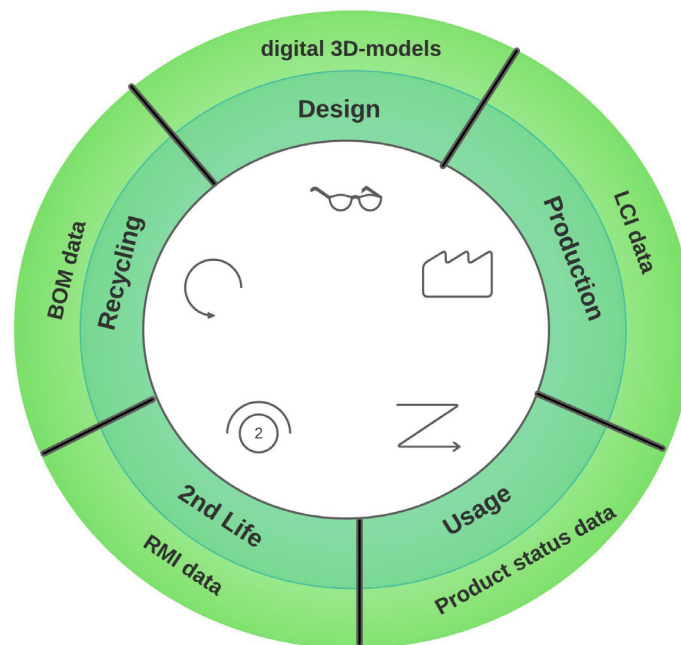 digital 3D-models
Design
Production
LCI data
Usage
Product status data
2nd Life
RMI data
Recycling
BOM data
2